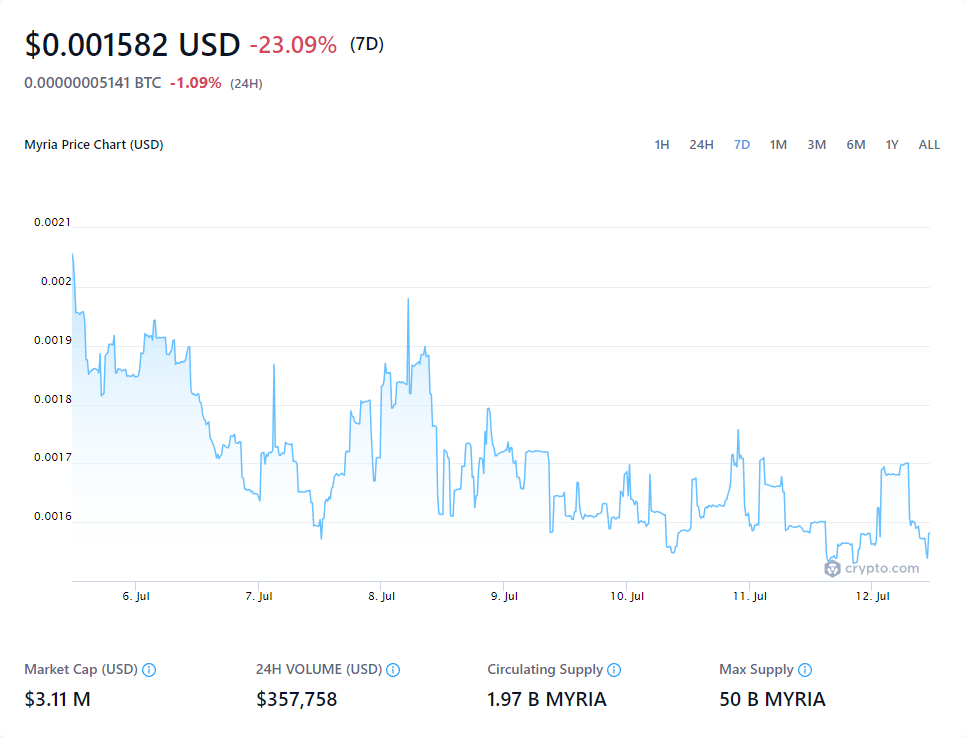 $0.001582 USD -23.09% (7D)
0.00000005141 BTC -1.09% (24H)
Myria Price Chart (USD) 1H 24H 7D 1M 3M 6M 1Y ALL
0.0021
0.002
0.0019
0.0018
0.0017
0.0016
crypto.com
6. Jul 7. Jul 8. Jul 9. Jul 10. Jul 11. Jul 12. Jul
Market Cap (USD) 24H VOLUME (USD) Circulating Supply Max Supply
$3.11 M $357,758 1.97 B MYRIA 50 B MYRIA